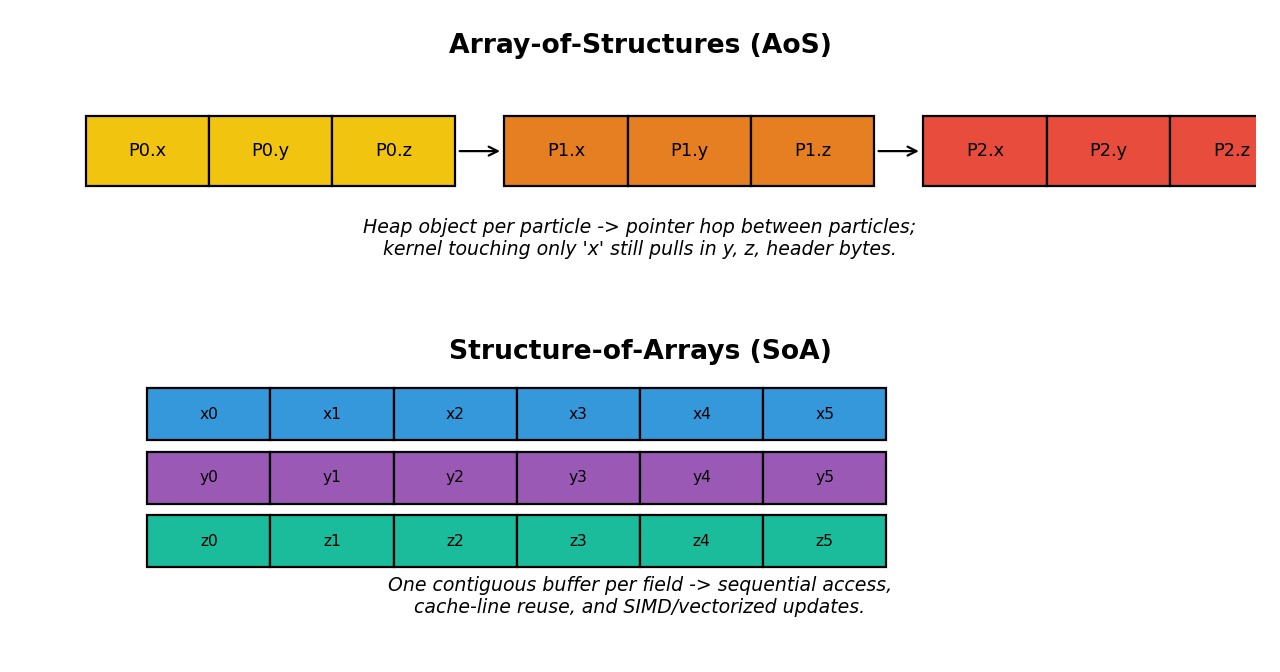 Array-of-Structures (AoS)
P0.x P0.y P0.z P1.x P1.y P1.z P2.x P2.y P2.z
Heap object per particle -> pointer hop between particles;
kernel touching only 'x' still pulls in y, z, header bytes.
Structure-of-Arrays (SoA)
x0 x1 x2 x3 x4 x5
y0 y1 y2 y3 y4 y5
z0 z1 z2 z3 z4 z5
One contiguous buffer per field -> sequential access,
cache-line reuse, and SIMD/vectorized updates.